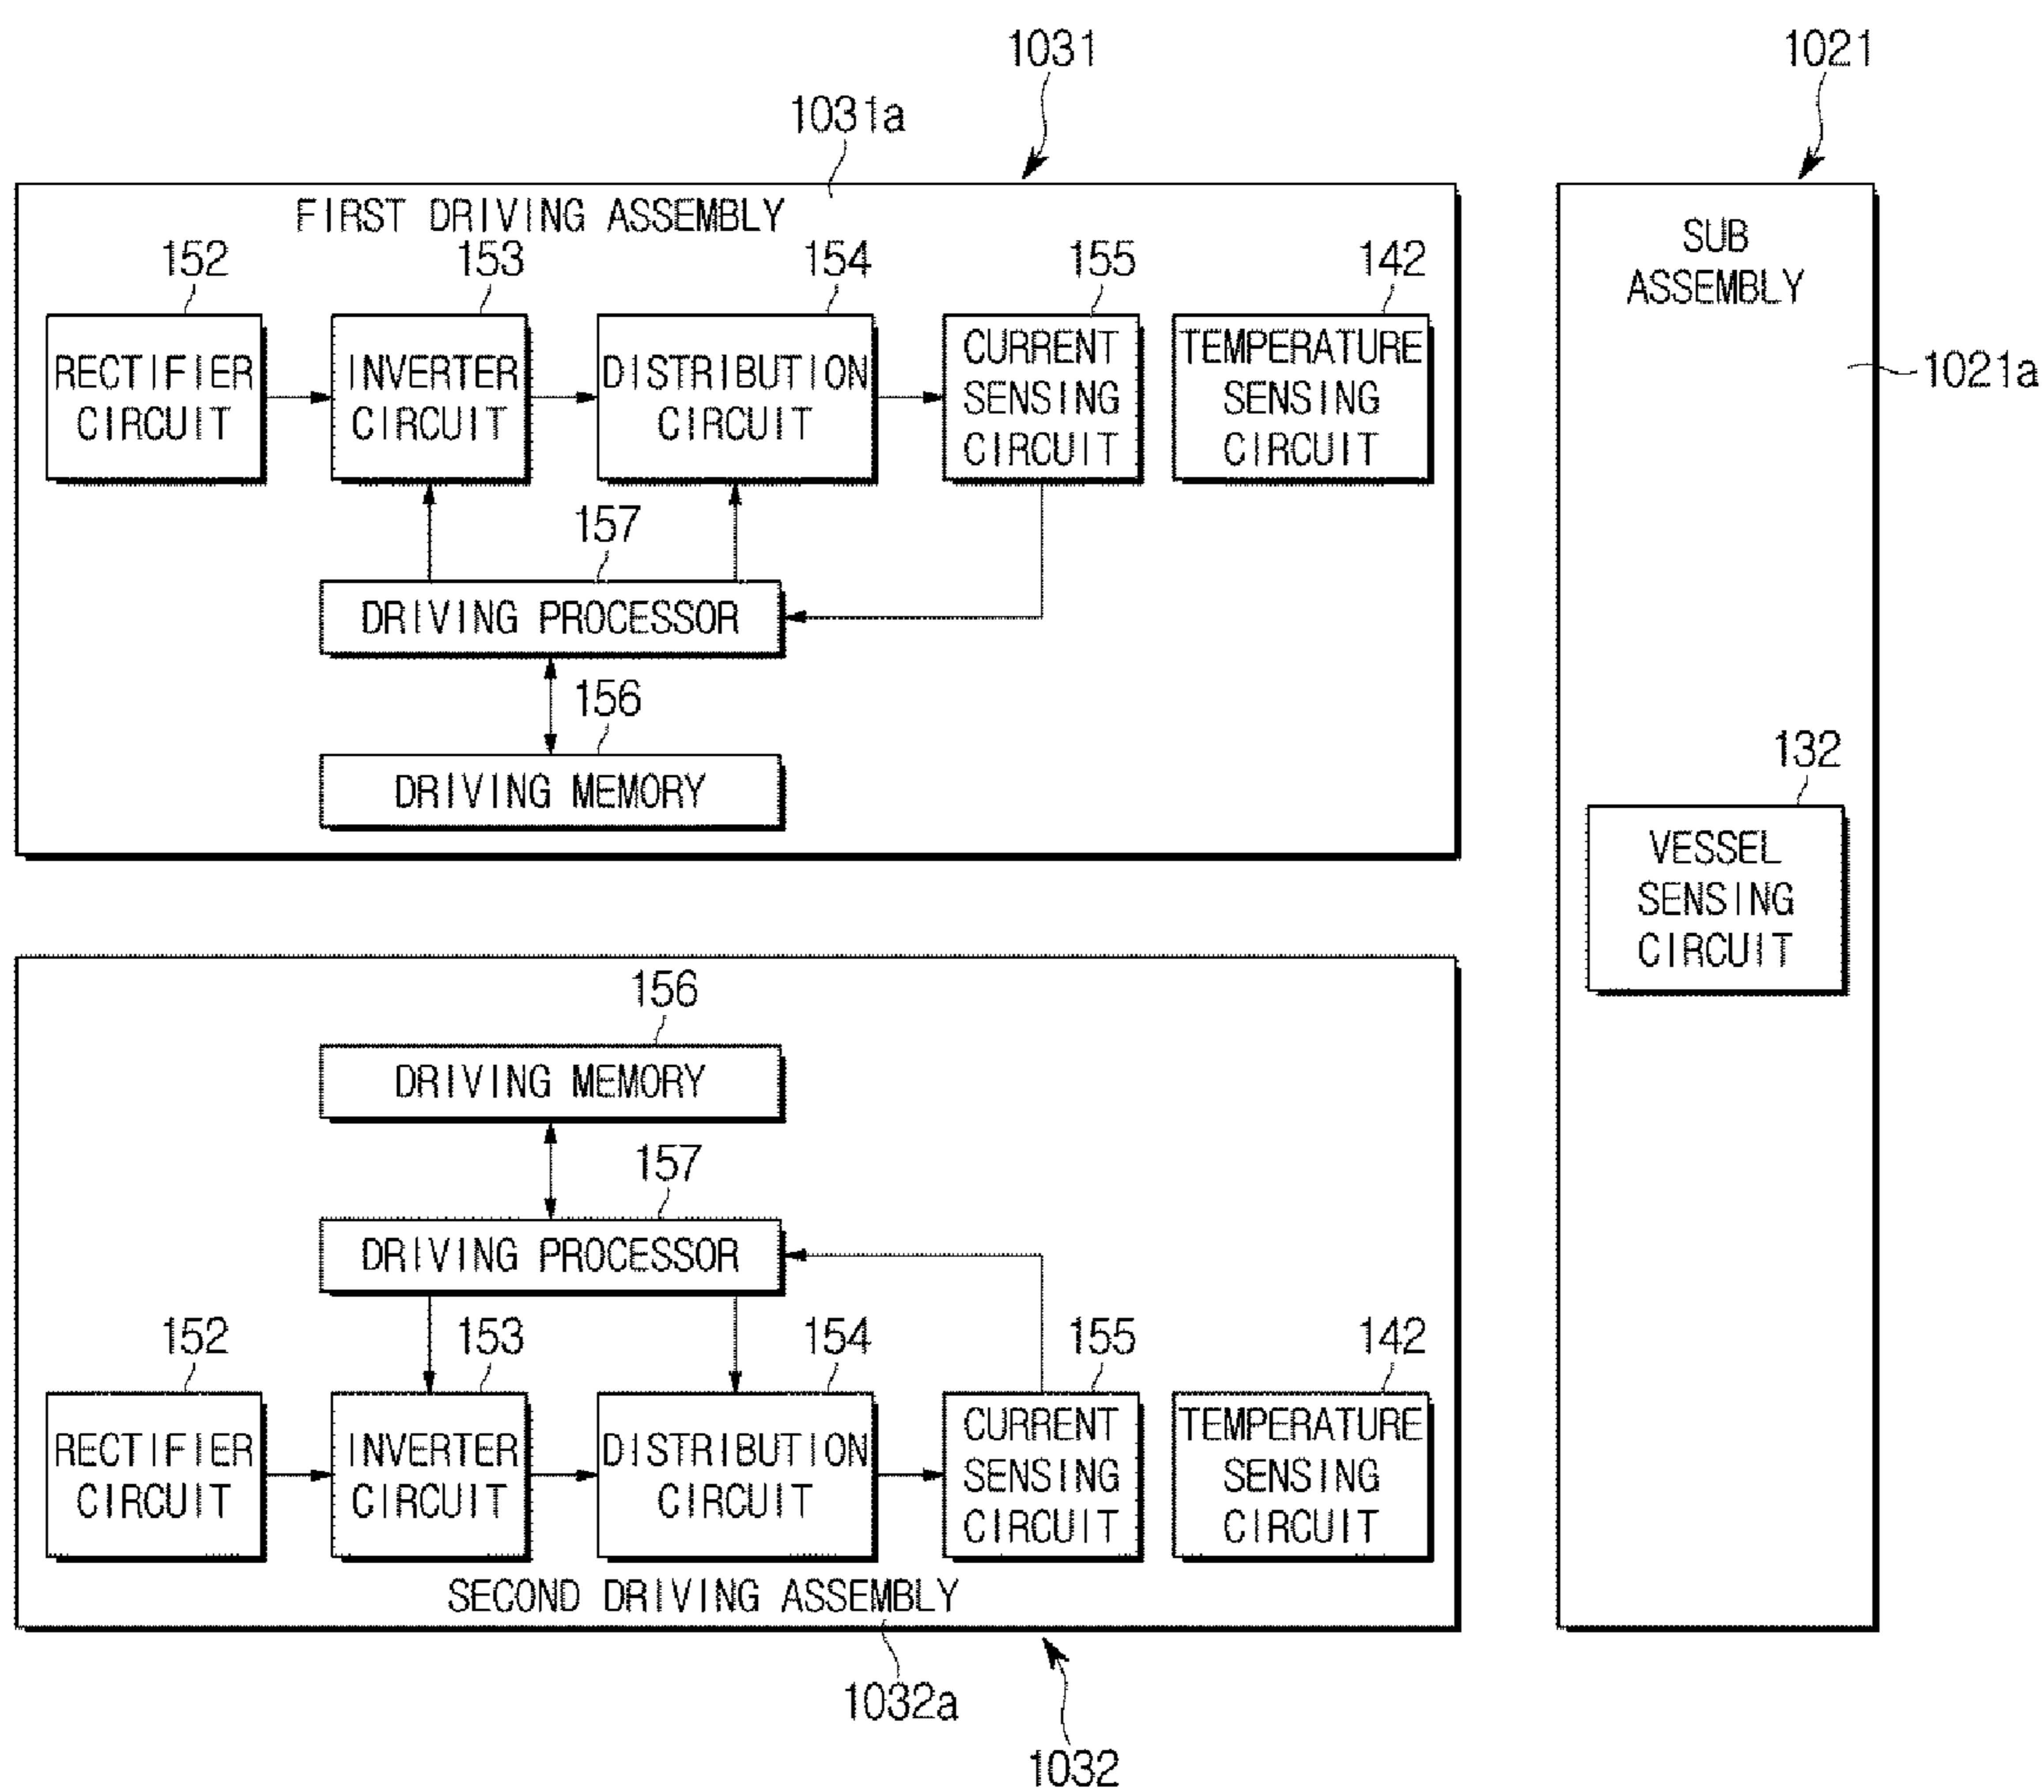 1031
1021
1031a
FIRST DRIVING ASSEMBLY
152
153
154
155
142
RECTIFIER
CIRCUIT
INVERTER
CIRCUIT
DISTRIBUTION
CIRCUIT
CURRENT
SENSING
CIRCUIT
TEMPERATURE
SENSING
CIRCUIT
157
DRIVING PROCESSOR
156
DRIVING MEMORY
SUB
ASSEMBLY
1021a
132
VESSEL
SENSING
CIRCUIT
156
DRIVING MEMORY
157
DRIVING PROCESSOR
152
153
154
155
142
RECTIFIER
CIRCUIT
INVERTER
CIRCUIT
DISTRIBUTION
CIRCUIT
CURRENT
SENSING
CIRCUIT
TEMPERATURE
SENSING
CIRCUIT
SECOND DRIVING ASSEMBLY
1032a
1032